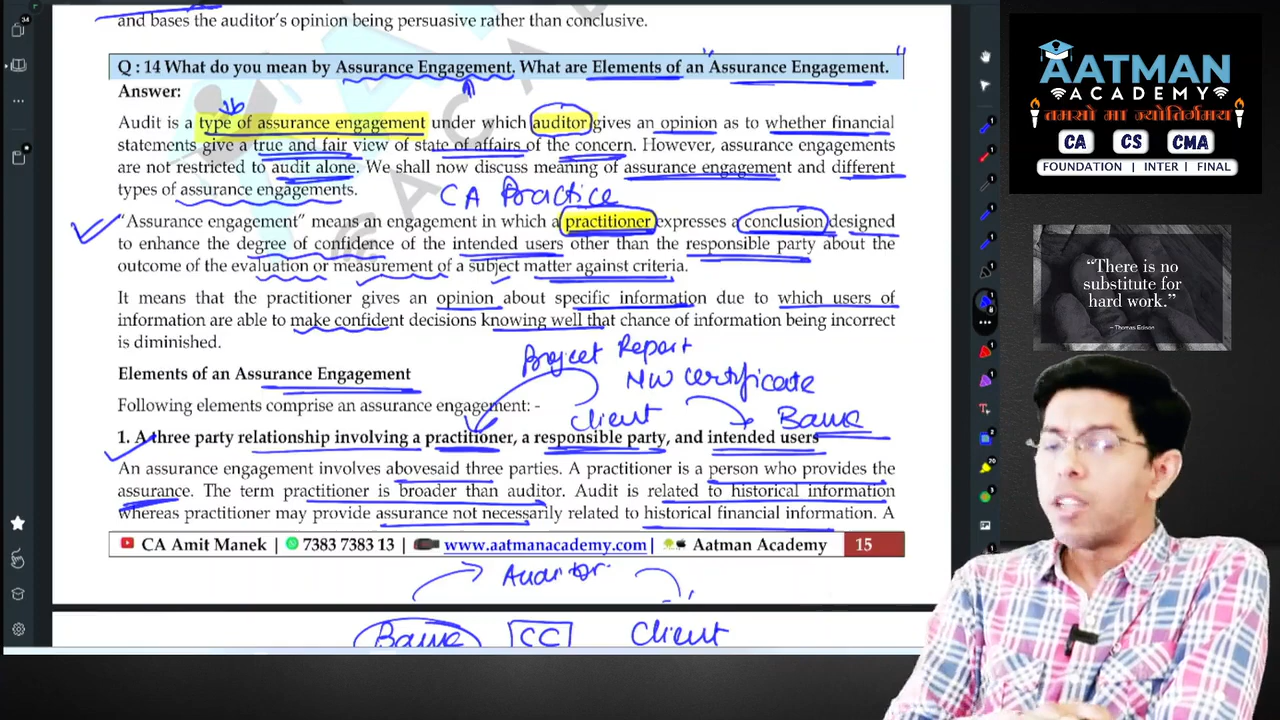 and bases the auditor's opinion being persuasive rather than conclusive.
Q : 14 What do you mean by Assurance Engagement. What are Elements of an Assurance Engagement.
Answer:
Audit is a type of assurance engagement under which auditor gives an opinion as to whether financial
statements give a true and fair view of state of affairs of the concern. However, assurance engagements
are not restricted to audit alone. We shall now discuss meaning of assurance engagement and different
types of assurance engagements.
CA Practice
"Assurance engagement" means an engagement in which a practitioner expresses a conclusion designed
to enhance the degree of confidence of the intended users other than the responsible party about the
outcome of the evaluation or measurement of a subject matter against criteria.
It means that the practitioner gives an opinion about specific information due to which users of
information are able to make confident decisions knowing well that chance of information being incorrect
is diminished.
Project Report
NW Certificate
Elements of an Assurance Engagement
Following elements comprise an assurance engagement: -
Client
Bank
1. A three party relationship involving a practitioner, a responsible party, and intended users
An assurance engagement involves abovesaid three parties. A practitioner is a person who provides the
assurance. The term practitioner is broader than auditor. Audit is related to historical information
whereas practitioner may provide assurance not necessarily related to historical financial information. A
CA Amit Manek | 7383 7383 13 | www.aatmanacademy.com | Aatman Academy 15
Auditor
Bank CC Client
AATMAN
ACADEMY
तमसो मा ज्योतिर्गमय
CA CS CMA
FOUNDATION | INTER | FINAL
"There is no
substitute for
hard work."
– Thomas Edison